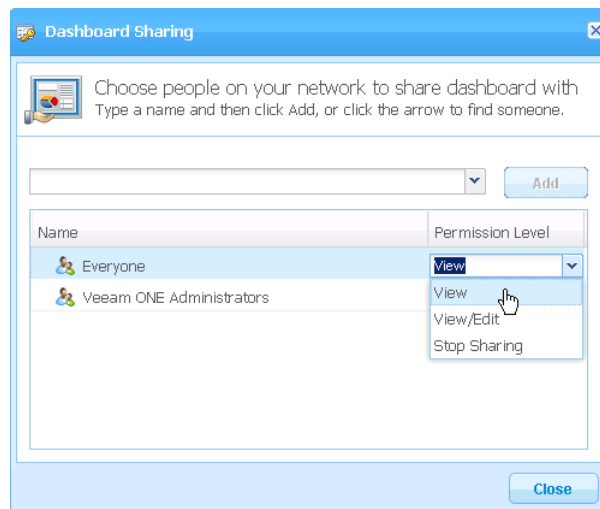 Dashboard Sharing
Choose people on your network to share dashboard with
Type a name and then click Add, or click the arrow to find someone.
Add
Name Permission Level
Everyone View
Veeam ONE Administrators
View
View/Edit
Stop Sharing
Close